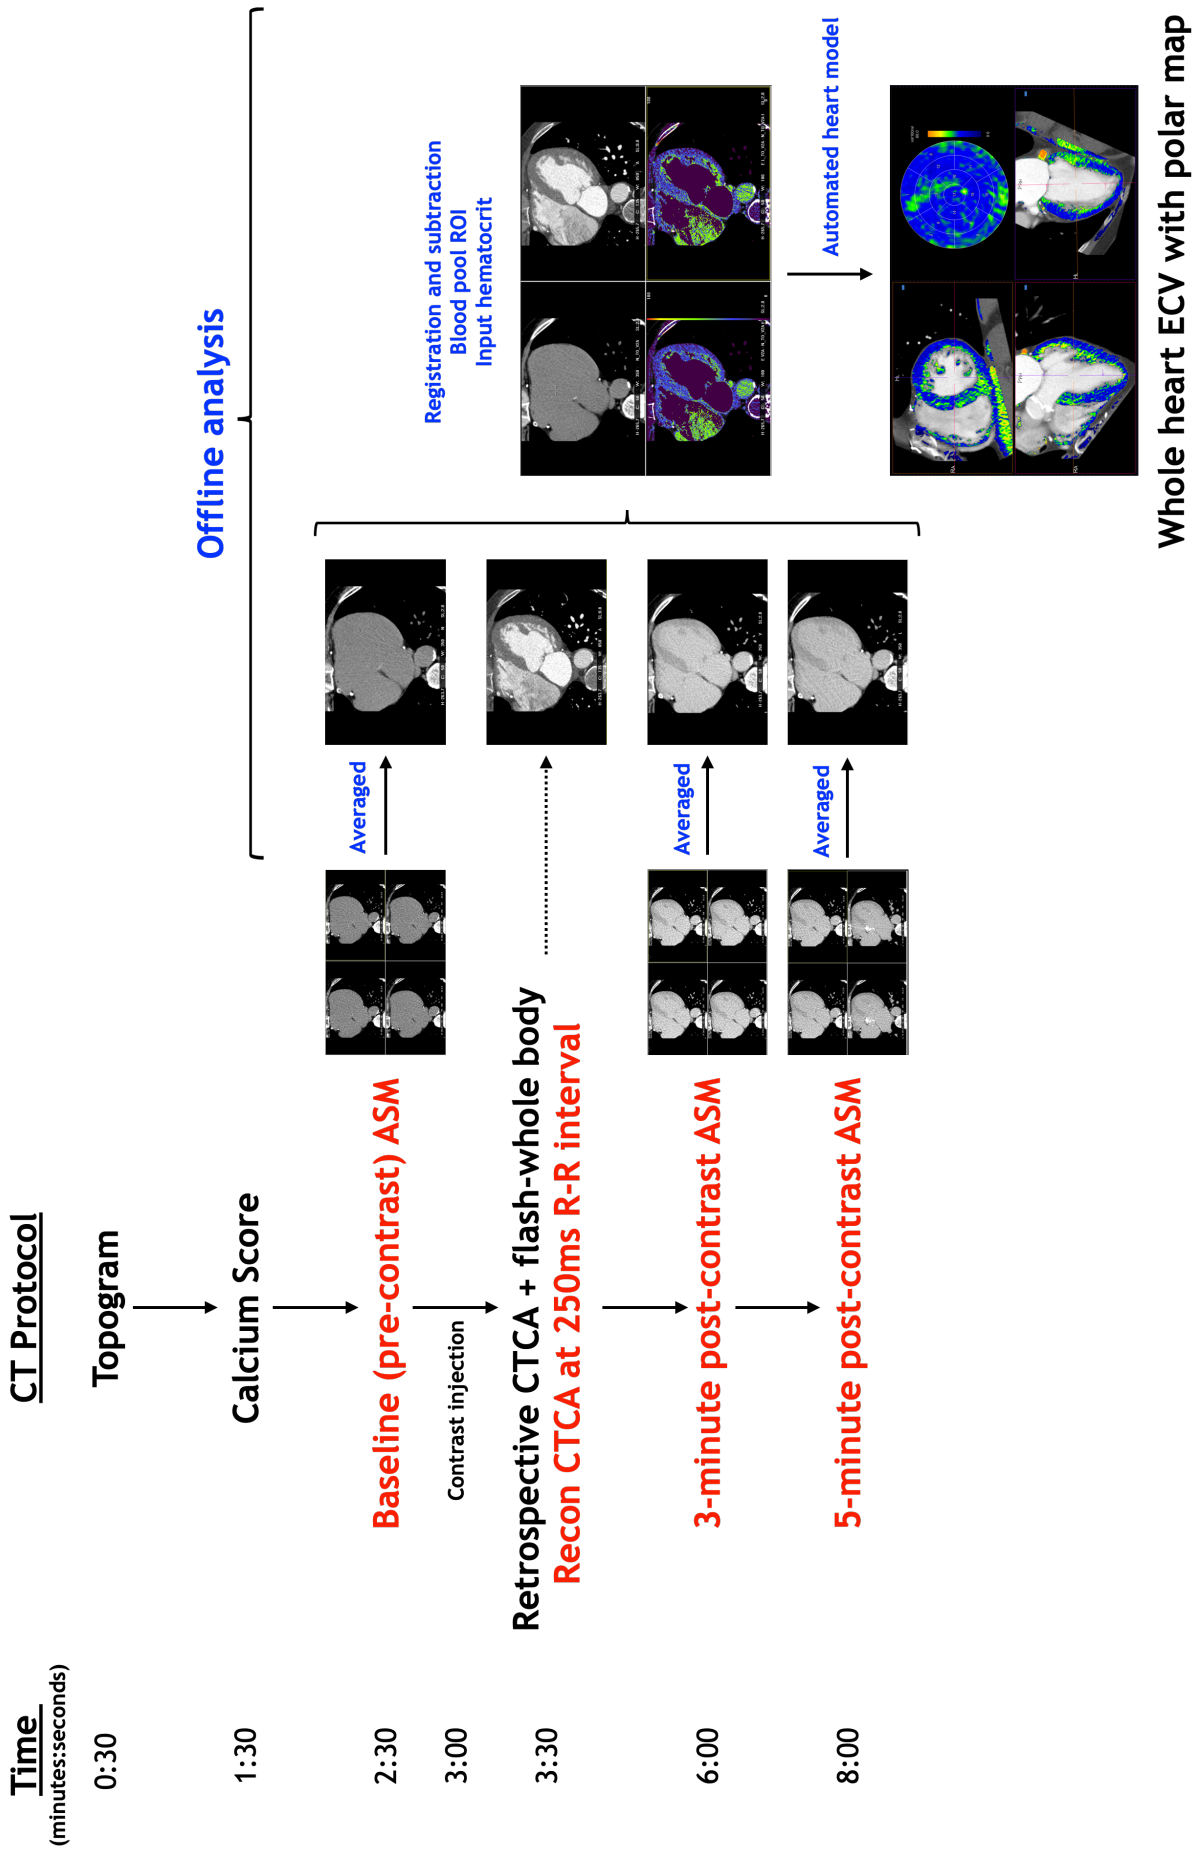 Time
(minutes:seconds)
CT Protocol
Offline analysis
0:30
Topogram
1:30
Calcium Score
2:30
Baseline (pre-contrast) ASM
Averaged
3:00
Contrast injection
3:30
Retrospective CTCA + flash-whole body
Recon CTCA at 250ms R-R interval
6:00
3-minute post-contrast ASM
Averaged
8:00
5-minute post-contrast ASM
Averaged
Registration and subtraction
Blood pool ROI
Input hematocrit
Automated heart model
Whole heart ECV with polar map